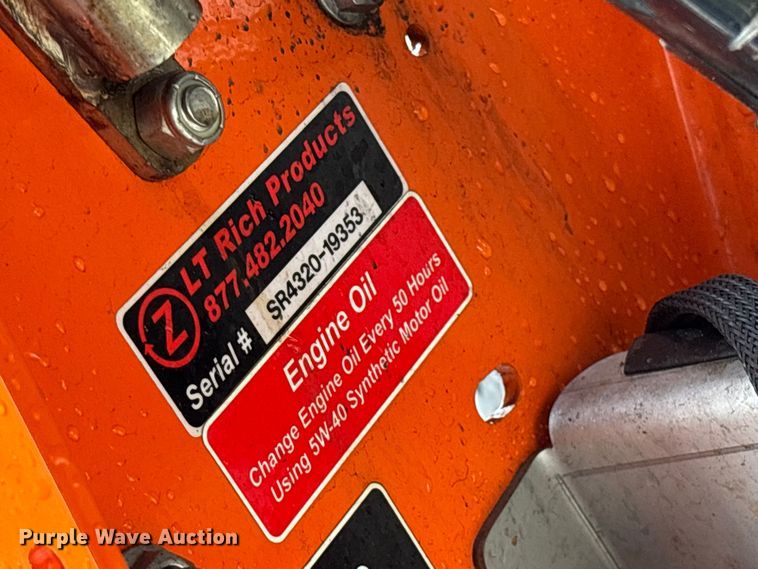 Z
LT Rich Products
877.482.2040
Serial # SR4320-19353
Engine Oil
Change Engine Oil Every 50 Hours
Using 5W-40 Synthetic Motor Oil
Purple Wave Auction